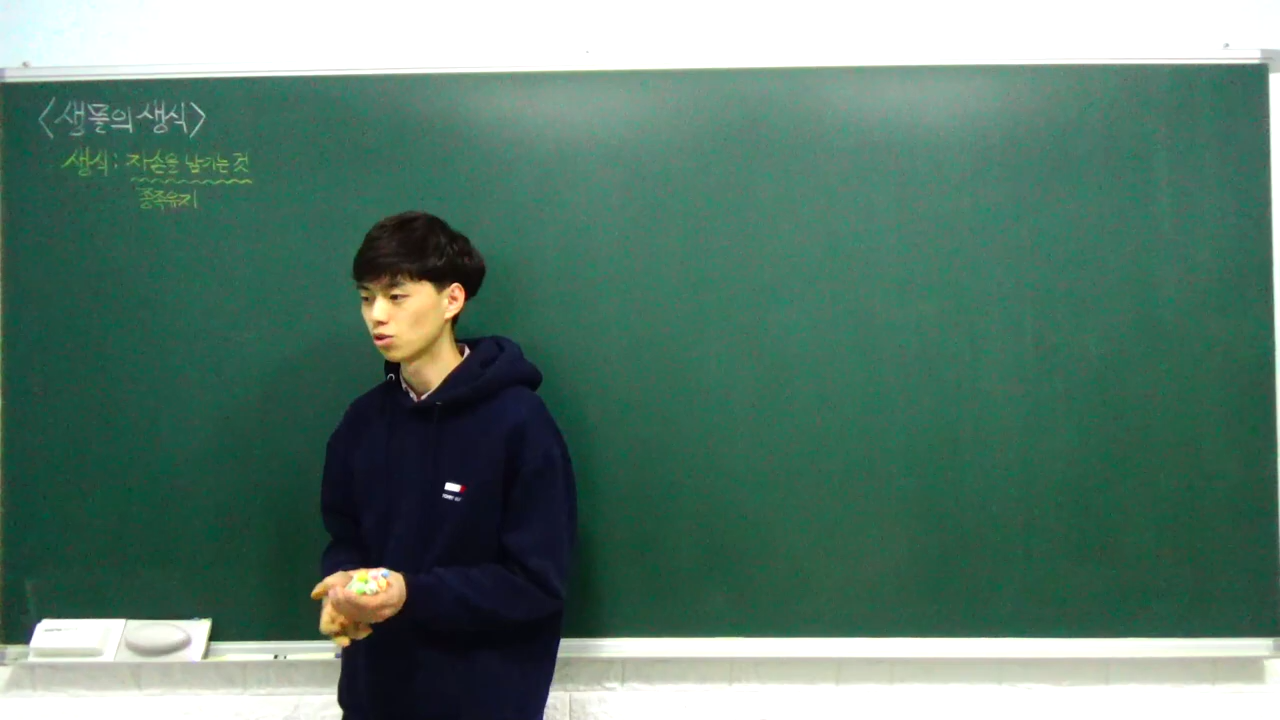 <생물의 생식>
생식: 자손을 남기는 것
종족유지